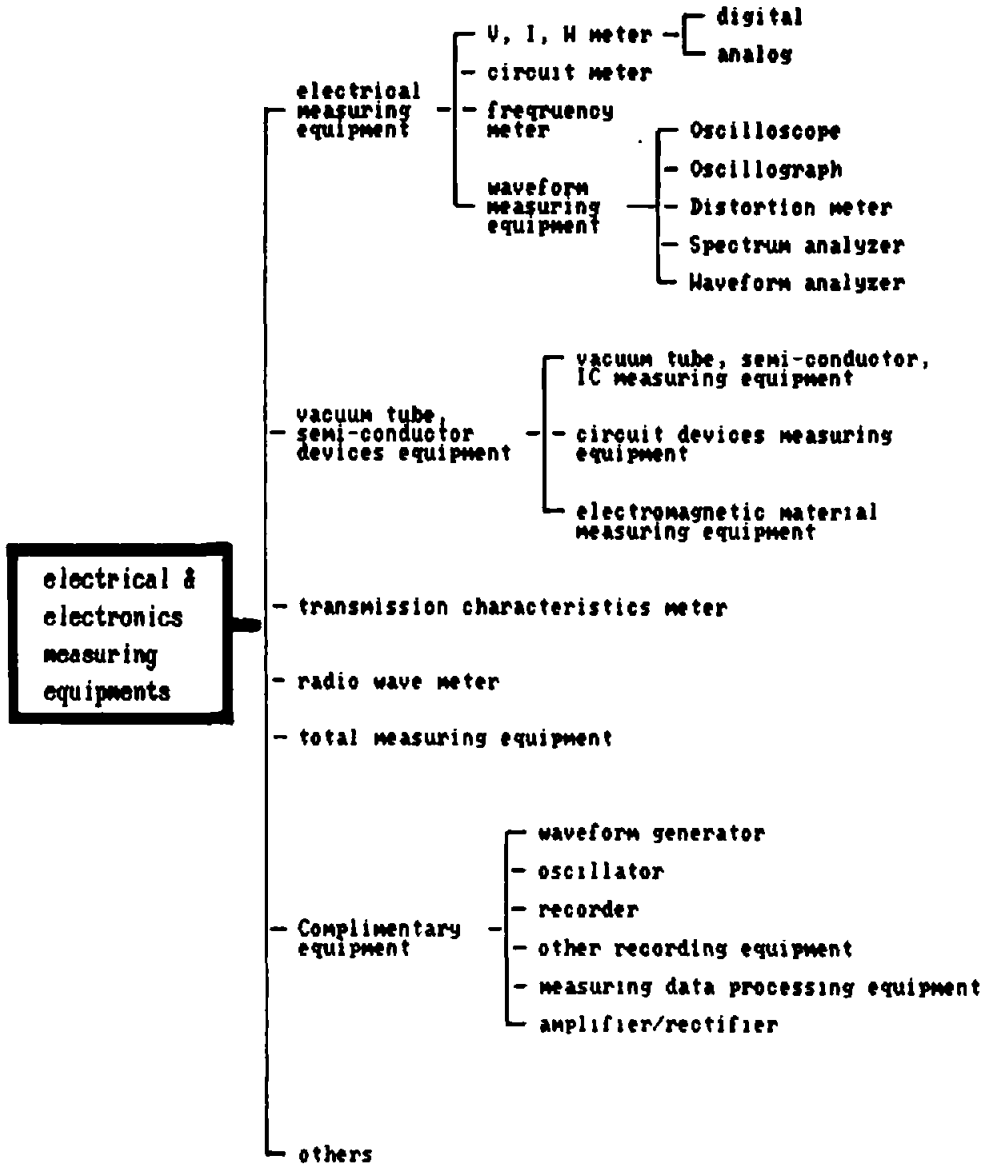 electrical &
electronics
measuring
equipments
electrical
measuring
equipment
V, I, W meter
digital
analog
circuit meter
freqruency
meter
waveform
measuring
equipment
Oscilloscope
Oscillograph
Distortion meter
Spectrum analyzer
Waveform analyzer
vacuum tube,
semi-conductor
devices equipment
vacuum tube, semi-conductor,
IC measuring equipment
circuit devices measuring
equipment
electromagnetic material
measuring equipment
transmission characteristics meter
radio wave meter
total measuring equipment
Complimentary
equipment
waveform generator
oscillator
recorder
other recording equipment
measuring data processing equipment
amplifier/rectifier
others